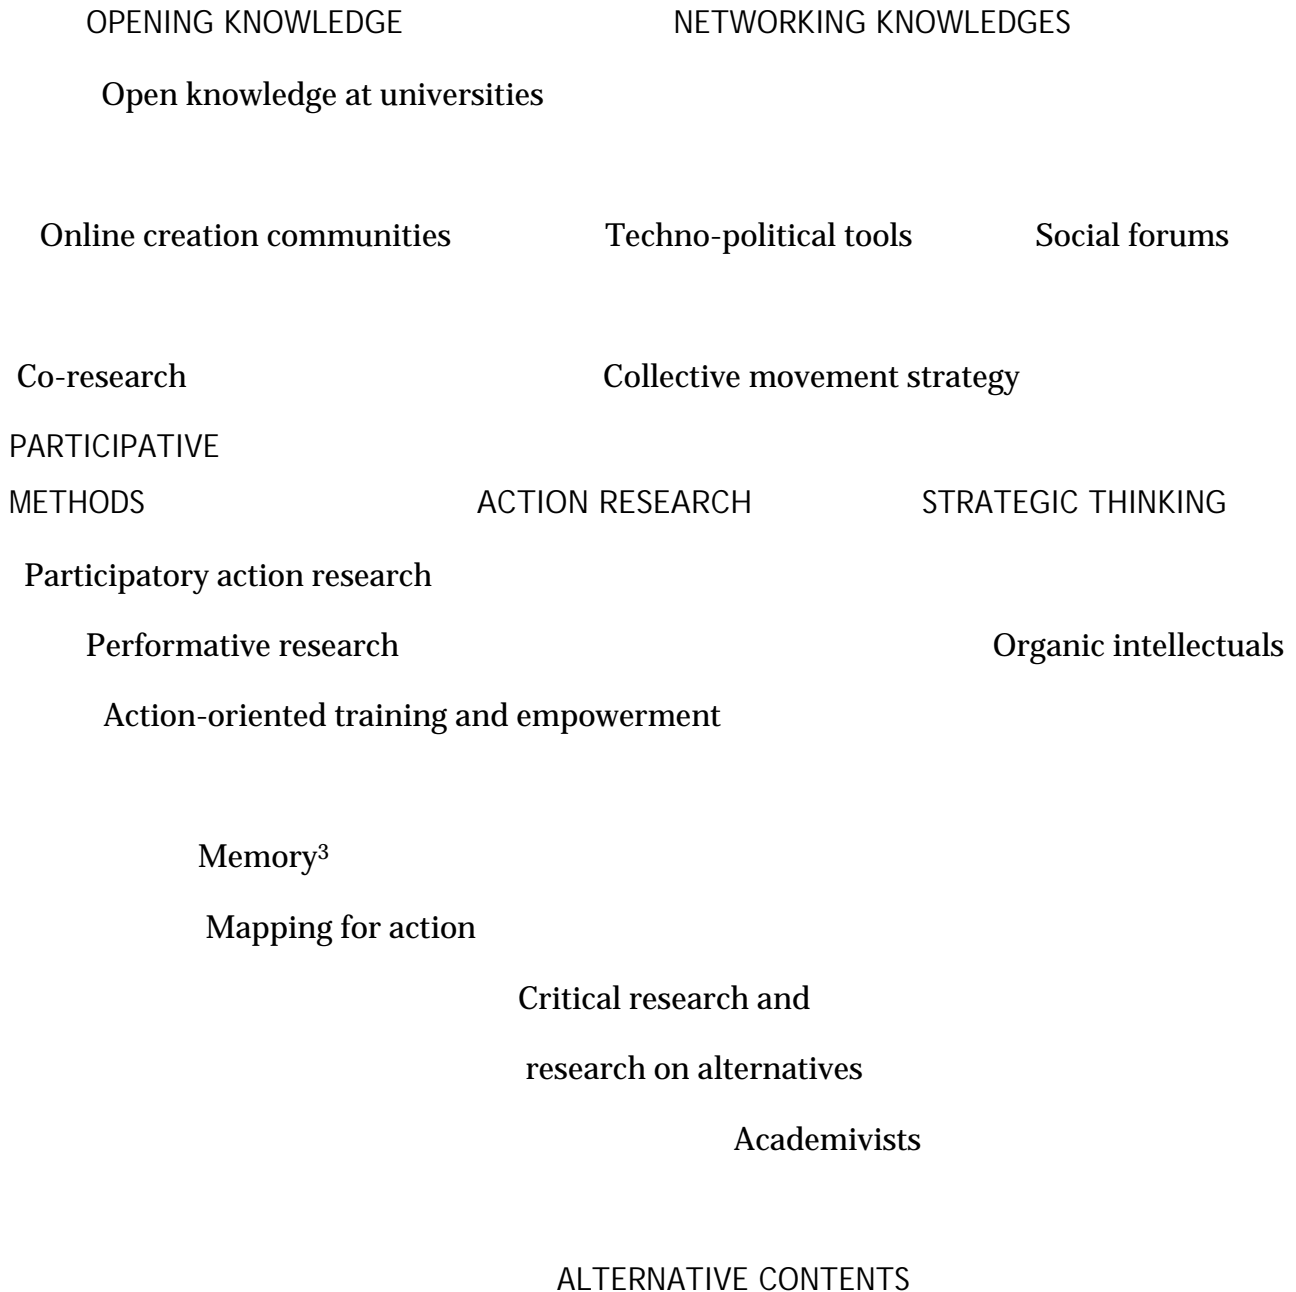 OPENING KNOWLEDGE NETWORKING KNOWLEDGES
Open knowledge at universities
Online creation communities Techno-political tools Social forums
Co-research Collective movement strategy
PARTICIPATIVE
METHODS ACTION RESEARCH STRATEGIC THINKING
Participatory action research
Performative research Organic intellectuals
Action-oriented training and empowerment
Memory³
Mapping for action
Critical research and
research on alternatives
Academivists
ALTERNATIVE CONTENTS